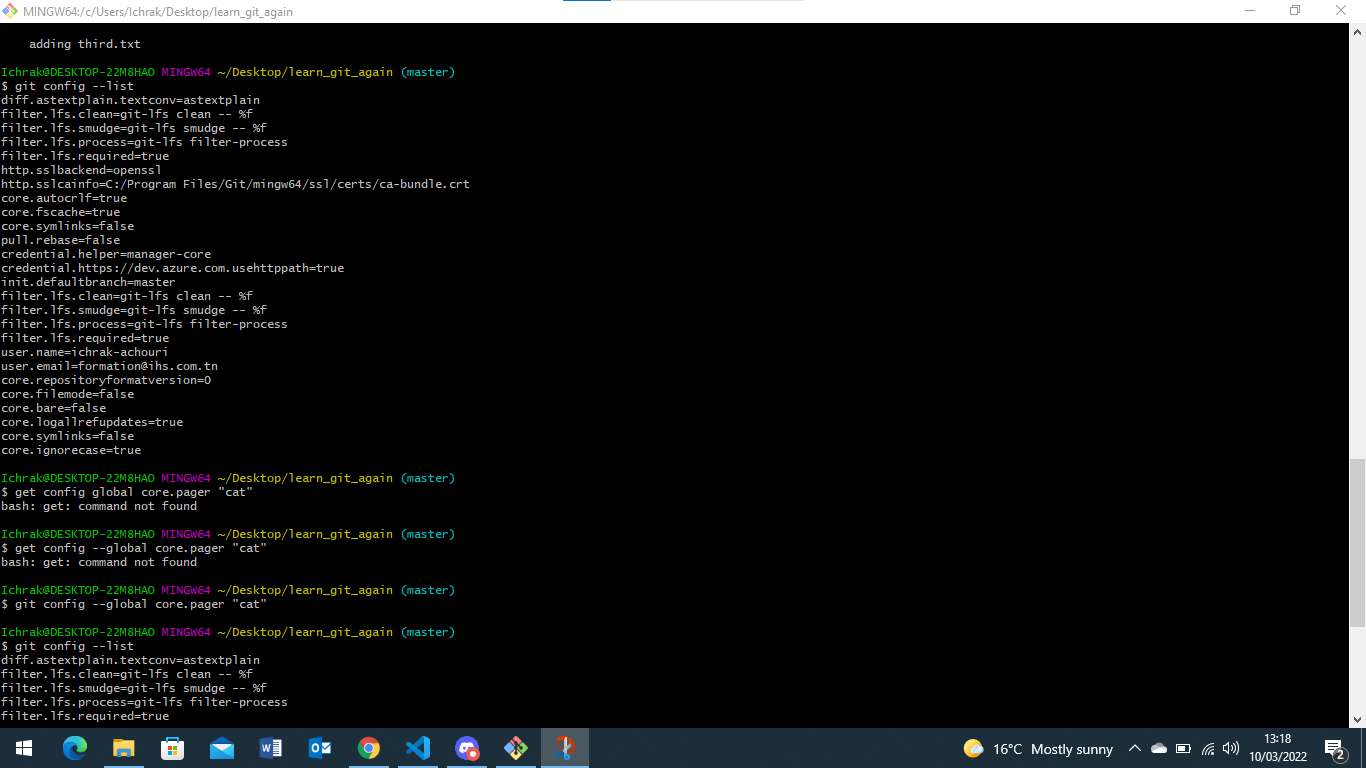 MINGW64:/c/Users/Ichrak/Desktop/learn_git_again
adding third.txt
Ichrak@DESKTOP-22M8HAO MINGW64 ~/Desktop/learn_git_again (master)
$ git config --list
diff.astextplain.textconv=astextplain
filter.lfs.clean=git-lfs clean -- %f
filter.lfs.smudge=git-lfs smudge -- %f
filter.lfs.process=git-lfs filter-process
filter.lfs.required=true
http.sslbackend=openssl
http.sslcainfo=C:/Program Files/Git/mingw64/ssl/certs/ca-bundle.crt
core.autocrlf=true
core.fscache=true
core.symlinks=false
pull.rebase=false
credential.helper=manager-core
credential.https://dev.azure.com.usehttppath=true
init.defaultbranch=master
filter.lfs.clean=git-lfs clean -- %f
filter.lfs.smudge=git-lfs smudge -- %f
filter.lfs.process=git-lfs filter-process
filter.lfs.required=true
user.name=ichrak-achouri
user.email=formation@ihs.com.tn
core.repositoryformatversion=0
core.filemode=false
core.bare=false
core.logallrefupdates=true
core.symlinks=false
core.ignorecase=true
Ichrak@DESKTOP-22M8HAO MINGW64 ~/Desktop/learn_git_again (master)
$ get config global core.pager "cat"
bash: get: command not found
Ichrak@DESKTOP-22M8HAO MINGW64 ~/Desktop/learn_git_again (master)
$ get config --global core.pager "cat"
bash: get: command not found
Ichrak@DESKTOP-22M8HAO MINGW64 ~/Desktop/learn_git_again (master)
$ git config --global core.pager "cat"
Ichrak@DESKTOP-22M8HAO MINGW64 ~/Desktop/learn_git_again (master)
$ git config --list
diff.astextplain.textconv=astextplain
filter.lfs.clean=git-lfs clean -- %f
filter.lfs.smudge=git-lfs smudge -- %f
filter.lfs.process=git-lfs filter-process
filter.lfs.required=true
16°C Mostly sunny
13:18
10/03/2022
2